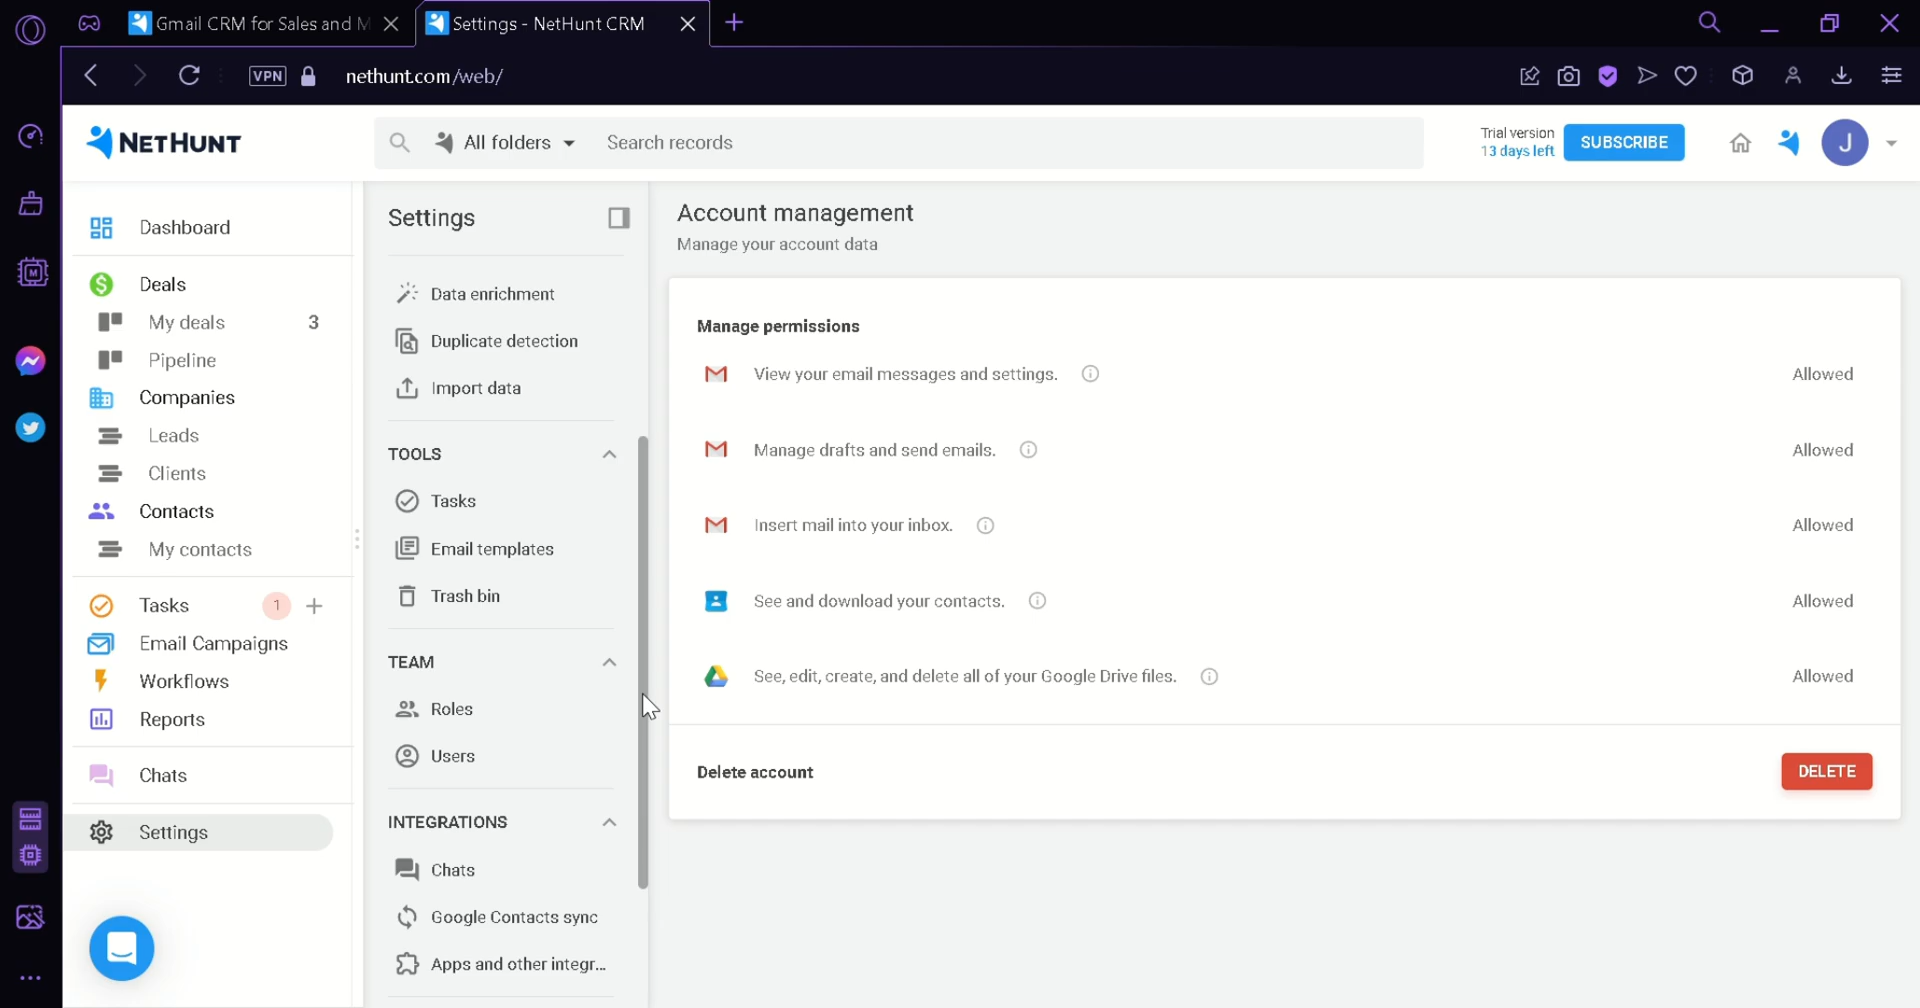 Gmail CRM for Sales and M
Settings - NetHunt CRM
VPN
nethunt.com/web/
NETHUNT
All folders
Search records
Trial version
13 days left
SUBSCRIBE
J
Dashboard
Deals
My deals 3
Pipeline
Companies
Leads
Clients
Contacts
My contacts
Tasks 1
Email Campaigns
Workflows
Reports
Chats
Settings
Settings
Data enrichment
Duplicate detection
Import data
TOOLS
Tasks
Email templates
Trash bin
TEAM
Roles
Users
INTEGRATIONS
Chats
Google Contacts sync
Apps and other integr...
Account management
Manage your account data
Manage permissions
View your email messages and settings. Allowed
Manage drafts and send emails. Allowed
Insert mail into your inbox. Allowed
See and download your contacts. Allowed
See, edit, create, and delete all of your Google Drive files. Allowed
Delete account
DELETE